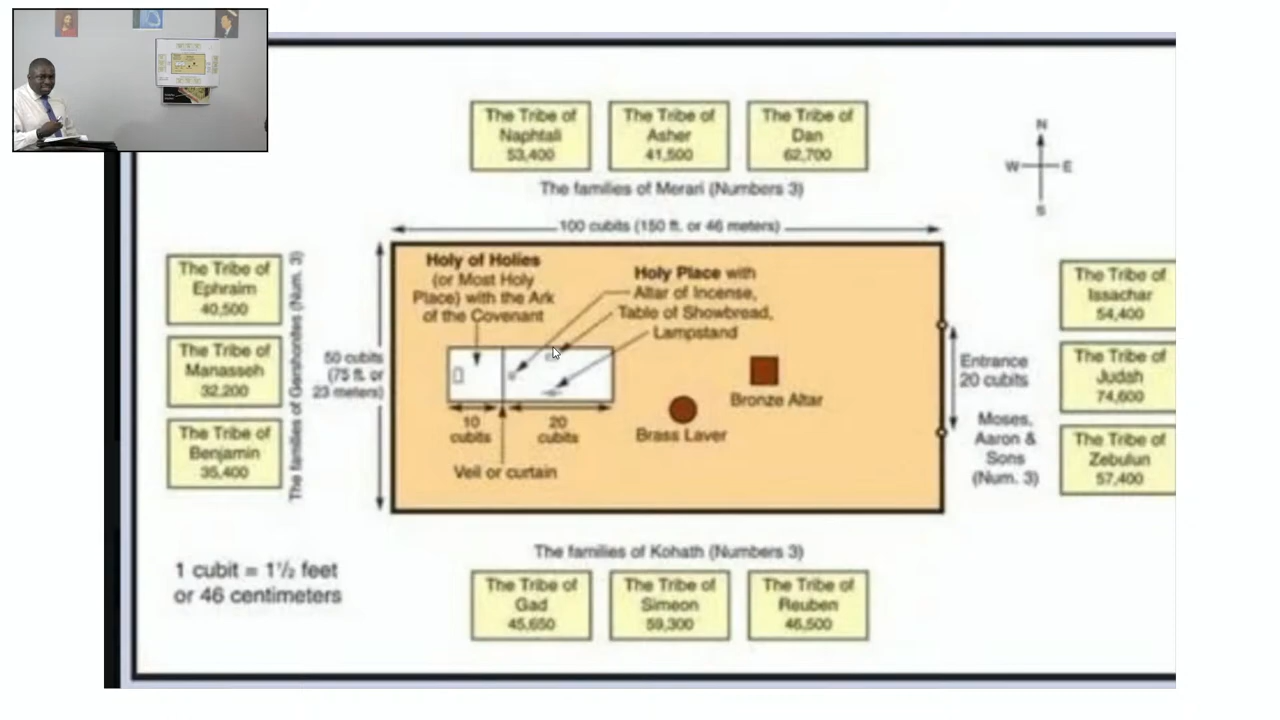 The Tribe of
Naphtali
53,400
The Tribe of
Asher
41,500
The Tribe of
Dan
62,700
The families of Merari (Numbers 3)
N
W
E
S
100 cubits (150 ft. or 46 meters)
The Tribe of
Ephraim
40,500
The Tribe of
Manasseh
32,200
The Tribe of
Benjamin
35,400
The families of Gershonites (Num. 3)
50 cubits
(75 ft. or
23 meters)
Holy of Holies
(or Most Holy
Place) with the Ark
of the Covenant
Holy Place with
Altar of Incense,
Table of Showbread,
Lampstand
10
cubits
20
cubits
Veil or curtain
Brass Laver
Bronze Altar
Entrance
20 cubits
Moses,
Aaron &
Sons
(Num. 3)
The Tribe of
Issachar
54,400
The Tribe of
Judah
74,600
The Tribe of
Zebulun
57,400
The families of Kohath (Numbers 3)
The Tribe of
Gad
45,650
The Tribe of
Simeon
59,300
The Tribe of
Reuben
46,500
1 cubit = 1½ feet
or 46 centimeters